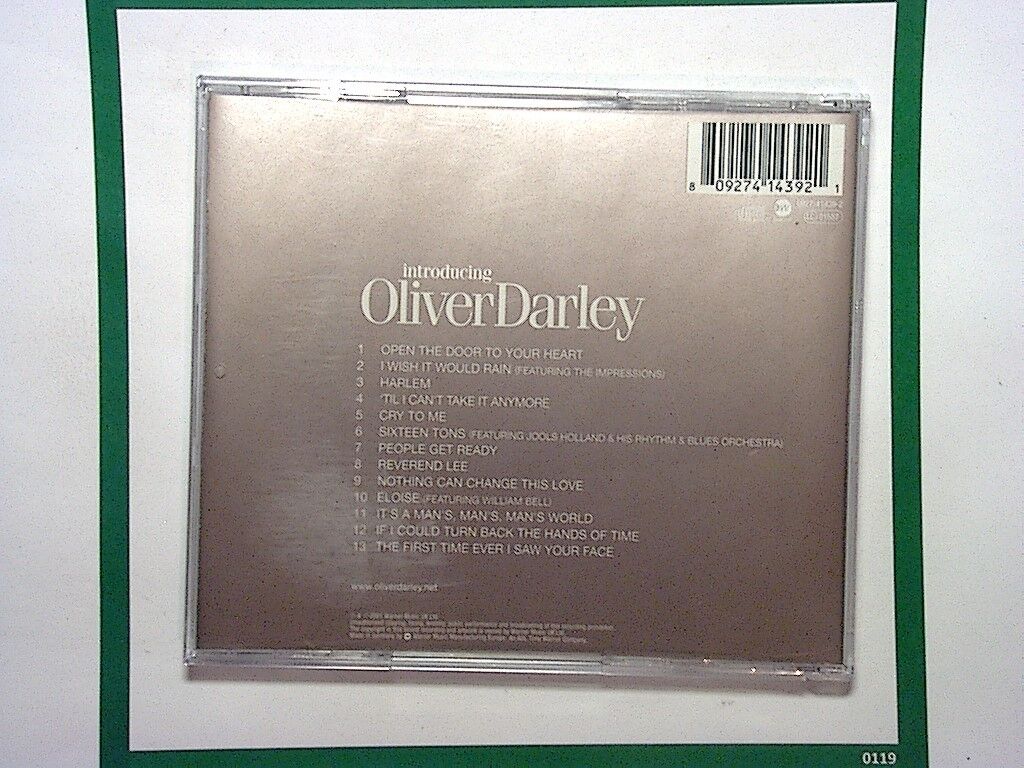 8 09274 14392 1
introducing
OliverDarley
1 OPEN THE DOOR TO YOUR HEART
2 I WISH IT WOULD RAIN (FEATURING THE IMPRESSIONS)
3 HARLEM
4 'TIL I CAN'T TAKE IT ANYMORE
5 CRY TO ME
6 SIXTEEN TONS (FEATURING JOOLS HOLLAND & HIS RHYTHM & BLUES ORCHESTRA)
7 PEOPLE GET READY
8 REVEREND LEE
9 NOTHING CAN CHANGE THIS LOVE
10 ELOISE (FEATURING WILLIAM BELL)
11 IT'S A MAN'S, MAN'S, MAN'S WORLD
12 IF I COULD TURN BACK THE HANDS OF TIME
13 THE FIRST TIME EVER I SAW YOUR FACE
www.oliverdarley.net
0119